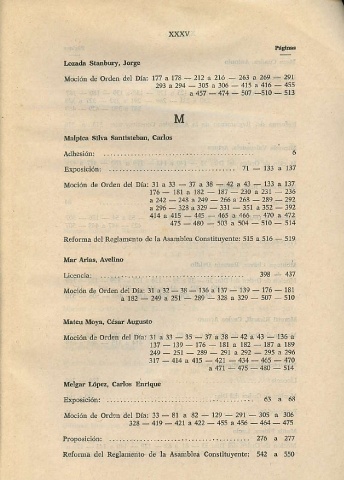 XXXV
Páginas
Lozada Stanbury, Jorge
Moción de Orden del Día: 177 a 178 — 212 a 216 — 263 a 269 — 291
293 a 294 — 305 a 306 — 415 a 416 — 455
a 457 — 474 — 507 — 510 — 513
M
Malpica Silva Santisteban, Carlos
Adhesión: 6
Exposición: 71 — 133 a 137
Moción de Orden del Día: 31 a 33 — 37 a 38 — 42 a 43 — 133 a 137
176 — 181 a 182 — 187 — 230 a 231 — 236
a 242 — 248 a 249 — 266 a 268 — 289 — 292
a 296 — 328 a 329 — 331 — 351 a 352 — 392
414 a 415 — 445 — 465 a 466 — 470 a 472
475 — 480 — 503 a 504 — 510 — 514
Reforma del Reglamento de la Asamblea Constituyente: 515 a 516 — 519
Mar Arias, Avelino
Licencia: 398 — 437
Moción de Orden del Día: 31 a 32 — 38 — 136 a 137 — 139 — 176 — 181
a 182 — 249 a 251 — 289 — 328 a 329 — 507 — 510
Mateu Moya, César Augusto
Moción de Orden del Día: 31 a 33 — 35 — 37 a 38 — 42 a 43 — 136 a
137 — 139 — 176 — 181 a 182 — 187 a 189
249 — 251 — 289 — 291 a 292 — 295 a 296
317 — 414 a 415 — 421 — 434 — 465 — 470
a 471 — 475 — 480 — 514
Melgar López, Carlos Enrique
Exposición: 63 a 68
Moción de Orden del Día: 33 — 81 a 82 — 129 — 291 — 305 a 306
328 — 419 — 421 a 422 — 455 a 456 — 464 — 475
Proposición: 276 a 277
Reforma del Reglamento de la Asamblea Constituyente: 542 a 550